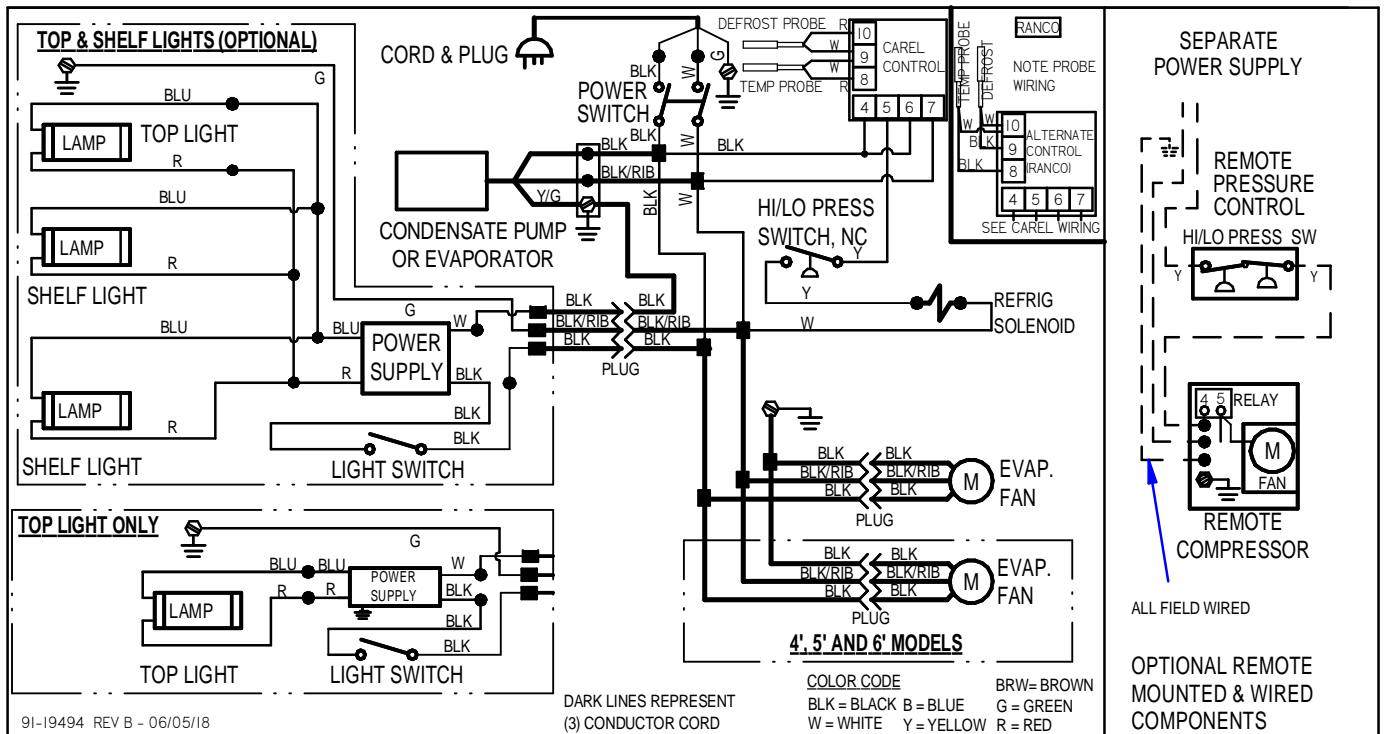 TOP & SHELF LIGHTS (OPTIONAL)
G
BLU
LAMP
TOP LIGHT
R
BLU
LAMP
R
SHELF LIGHT
BLU
BLU
G
W
POWER
SUPPLY
R
BLK
LAMP
R
BLK
BLK
SHELF LIGHT
LIGHT SWITCH
CORD & PLUG
BLK
W
G
POWER
SWITCH
BLK
W
BLK
BLK
BLK/RIB
Y/G
BLK
W
CONDENSATE PUMP
OR EVAPORATOR
BLK
BLK
BLK/RIB
BLK/RIB
BLK
BLK
PLUG
DEFROST PROBE
R
W
W
TEMP PROBE
R
10
9
8
CAREL
CONTROL
4 5 6 7
HI/LO PRESS
SWITCH, NC
Y
Y
W
REFRIG
SOLENOID
RANCO
TEMP PROBE
DEFROST
NOTE PROBE
WIRING
W
W
BLK
BLK
10
9
8
ALTERNATE
CONTROL
(RANCO)
4 5 6 7
SEE CAREL WIRING
BLK
BLK
BLK/RIB
BLK/RIB
BLK
BLK
PLUG
M
EVAP.
FAN
BLK
BLK
BLK/RIB
BLK/RIB
BLK
BLK
PLUG
M
EVAP.
FAN
4', 5' AND 6' MODELS
TOP LIGHT ONLY
G
BLU
BLU
W
POWER
SUPPLY
R
R
BLK
LAMP
BLK
BLK
TOP LIGHT
LIGHT SWITCH
91-19494 REV B - 06/05/18
DARK LINES REPRESENT
(3) CONDUCTOR CORD
COLOR CODE
BLK = BLACK B = BLUE
W = WHITE Y = YELLOW
BRW= BROWN
G = GREEN
R = RED
SEPARATE
POWER SUPPLY
REMOTE
PRESSURE
CONTROL
HI/LO PRESS SW
Y
Y
4 5
RELAY
M
FAN
REMOTE
COMPRESSOR
ALL FIELD WIRED
OPTIONAL REMOTE
MOUNTED & WIRED
COMPONENTS